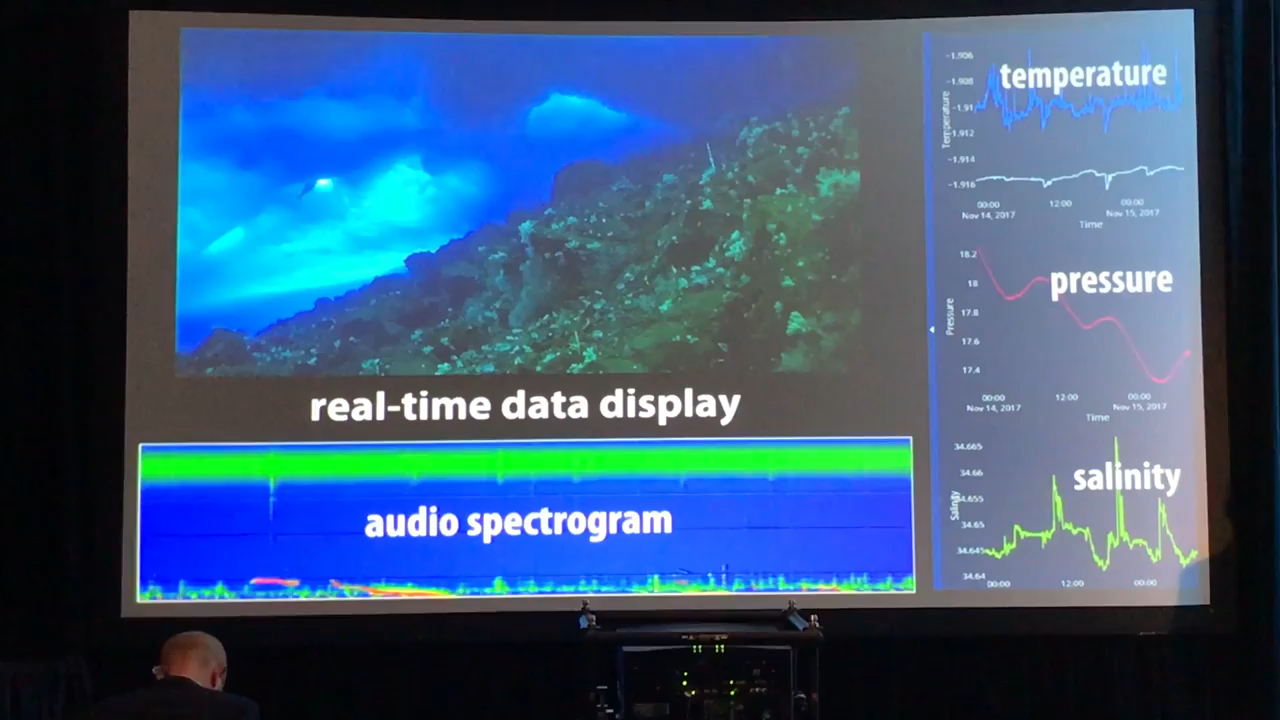 real-time data display
audio spectrogram
temperature
Temperature
-1.906
-1.908
-1.91
-1.912
-1.914
-1.916
00:00 12:00 00:00
Nov 14, 2017 Nov 15, 2017
Time
pressure
Pressure
18.2
18
17.8
17.6
17.4
00:00 12:00 00:00
Nov 14, 2017 Nov 15, 2017
Time
salinity
Salinity
34.665
34.66
34.655
34.65
34.645
34.64
00:00 12:00 00:00